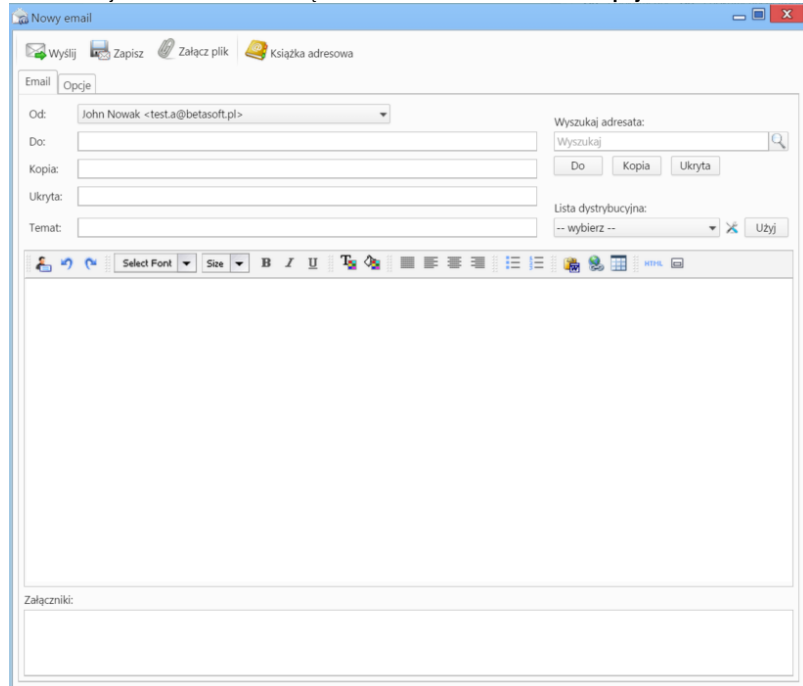 Nowy email
Wyślij Zapisz Załącz plik Książka adresowa
Email Opcje
Od: John Nowak <test.a@betasoft.pl>
Wyszukaj adresata:
Do: Wyszukaj
Kopia: Do Kopia Ukryta
Ukryta:
Lista dystrybucyjna:
Temat: -- wybierz -- Użyj
Select Font Size B I U HTML
Załączniki: